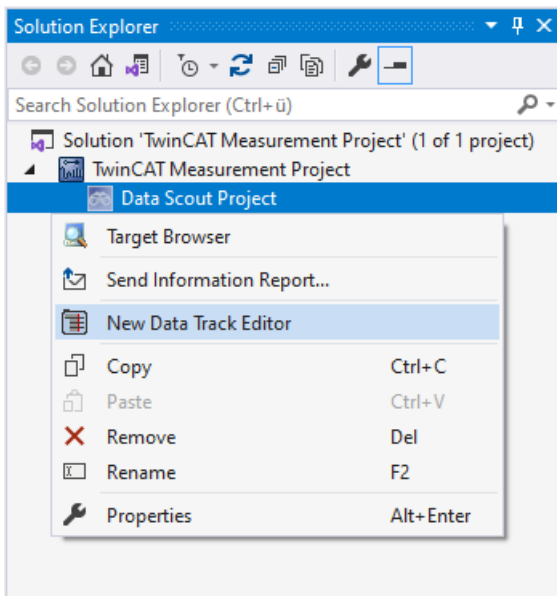 Solution Explorer
Search Solution Explorer (Ctrl+ü)
Solution 'TwinCAT Measurement Project' (1 of 1 project)
TwinCAT Measurement Project
Data Scout Project
Target Browser
Send Information Report...
New Data Track Editor
Copy Ctrl+C
Paste Ctrl+V
Remove Del
Rename F2
Properties Alt+Enter